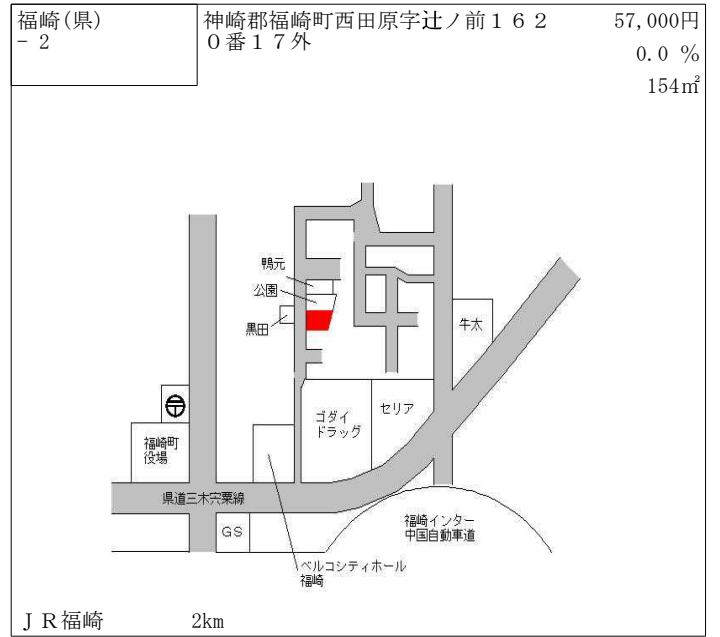 福崎(県)
- 2
神崎郡福崎町西田原字辻ノ前１６２
０番１７外
57,000円
0.0 %
154㎡
鴨元
公園
黒田
牛太
セリア
ゴダイ
ドラッグ
福崎町
役場
県道三木宍粟線
GS
福崎インター
中国自動車道
ベルコシティホール
福崎
ＪＲ福崎 2km